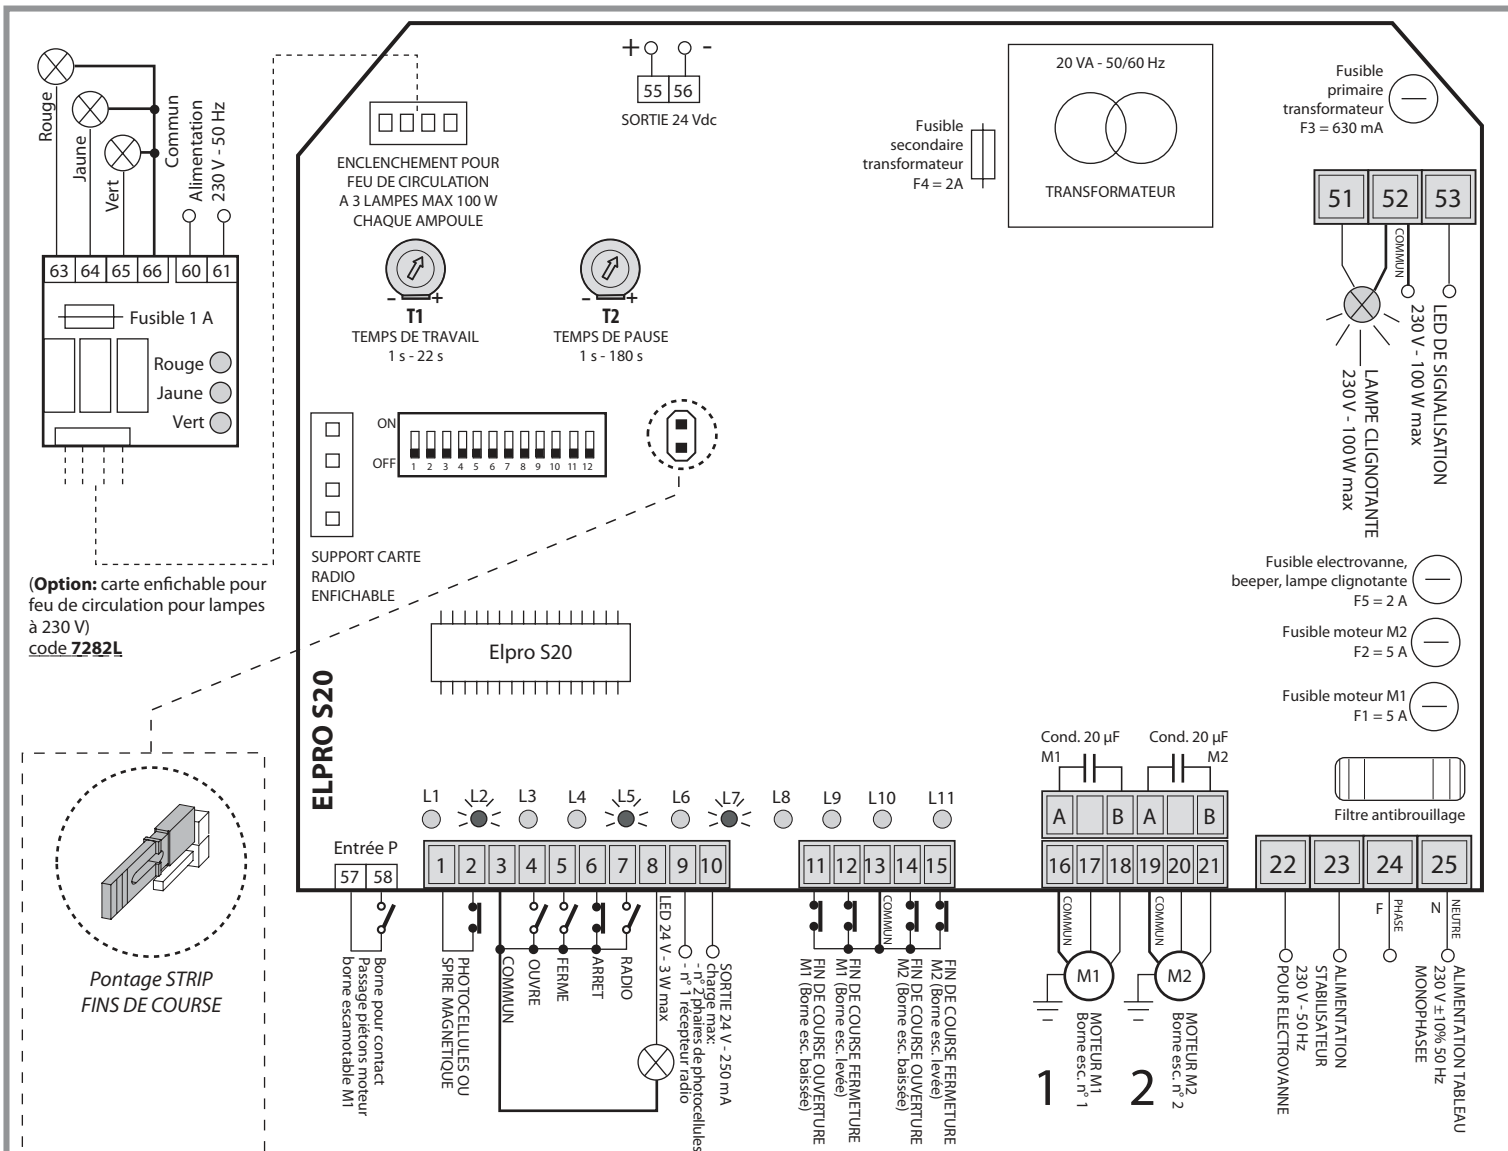 Rouge
Jaune
Vert
Commun
Alimentation
230 V - 50 Hz
63 64 65 66 60 61
Fusible 1 A
Rouge
Jaune
Vert
(Option: carte enfichable pour
feu de circulation pour lampes
à 230 V)
code 7282L
+ -
55 56
SORTIE 24 Vdc
ENCLENCHEMENT POUR
FEU DE CIRCULATION
A 3 LAMPES MAX 100 W
CHAQUE AMPOULE
- +
T1
TEMPS DE TRAVAIL
1 s - 22 s
- +
T2
TEMPS DE PAUSE
1 s - 180 s
20 VA - 50/60 Hz
TRANSFORMATEUR
Fusible
secondaire
transformateur
F4 = 2A
Fusible
primaire
transformateur
F3 = 630 mA
51 52 53
COMMUN
LAMPE CLIGNOTANTE
230 V - 100 W max
LED DE SIGNALISATION
230 V - 100 W max
ON
OFF
1 2 3 4 5 6 7 8 9 10 11 12
SUPPORT CARTE
RADIO
ENFICHABLE
Elpro S20
ELPRO S20
Fusible electrovanne,
beeper, lampe clignotante
F5 = 2 A
Fusible moteur M2
F2 = 5 A
Fusible moteur M1
F1 = 5 A
Filtre antibrouillage
Cond. 20 µF
M1
Cond. 20 µF
M2
A B A B
Pontage STRIP
FINS DE COURSE
L1 L2 L3 L4 L5 L6 L7 L8 L9 L10 L11
Entrée P
57 58
1 2 3 4 5 6 7 8 9 10
11 12 13 14 15
16 17 18 19 20 21
22 23 24 25
Borne pour contact
Passage piétons moteur
borne escamotable M1
PHOTOCELLULES OU
SPIRE MAGNETIQUE
COMMUN
OUVRE
FERME
ARRET
RADIO
LED 24 V - 3 W max
SORTIE 24 V - 250 mA
charge max:
- n° 2 phaires de photocellules
- n° 1 récepteur radio
FIN DE COURSE OUVERTURE
M1 (Borne esc. baissée)
FIN DE COURSE FERMETURE
M1 (Borne esc. levée)
COMMUN
FIN DE COURSE OUVERTURE
M2 (Borne esc. baissée)
FIN DE COURSE FERMETURE
M2 (Borne esc. levée)
COMMUN
M1
MOTEUR M1
Borne esc. n° 1
1
COMMUN
M2
MOTEUR M2
Borne esc. n° 2
2
230 V - 50 Hz
POUR ELECTROVANNE
ALIMENTATION
STABILISATEUR
F PHASE
N NEUTRE
ALIMENTATION TABLEAU
230 V ±10% 50 Hz
MONOPHASEE